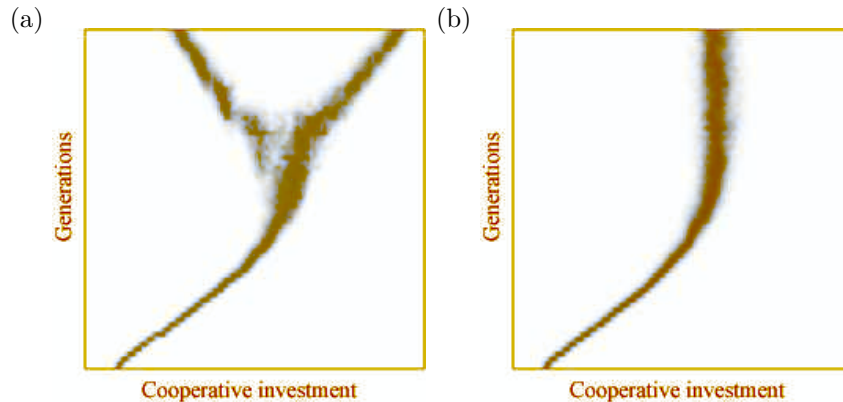 (a)
Generations
Cooperative investment
(b)
Generations
Cooperative investment